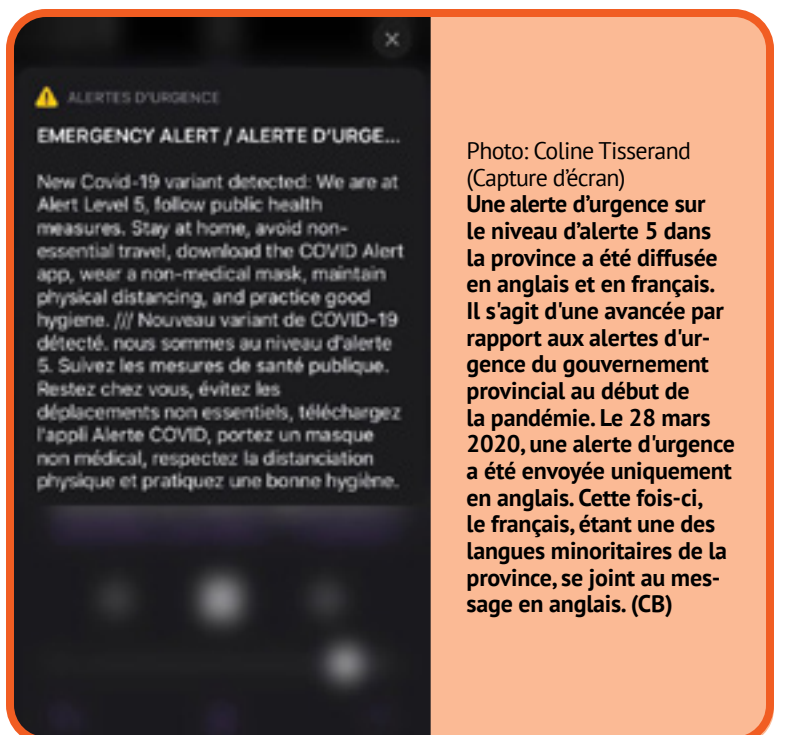 ALERTES D'URGENCE
EMERGENCY ALERT / ALERTE D'URGE...
New Covid-19 variant detected: We are at
Alert Level 5, follow public health
measures. Stay at home, avoid non-
essential travel, download the COVID Alert
app, wear a non-medical mask, maintain
physical distancing, and practice good
hygiene. /// Nouveau variant de COVID-19
détecté. nous sommes au niveau d'alerte
5. Suivez les mesures de santé publique.
Restez chez vous, évitez les
déplacements non essentiels, téléchargez
l'appli Alerte COVID, portez un masque
non médical, respectez la distanciation
physique et pratiquez une bonne hygiène.
Photo: Coline Tisserand
(Capture d'écran)
Une alerte d'urgence sur
le niveau d'alerte 5 dans
la province a été diffusée
en anglais et en français.
Il s'agit d'une avancée par
rapport aux alertes d'ur-
gence du gouvernement
provincial au début de
la pandémie. Le 28 mars
2020, une alerte d'urgence
a été envoyée uniquement
en anglais. Cette fois-ci,
le français, étant une des
langues minoritaires de la
province, se joint au mes-
sage en anglais. (CB)